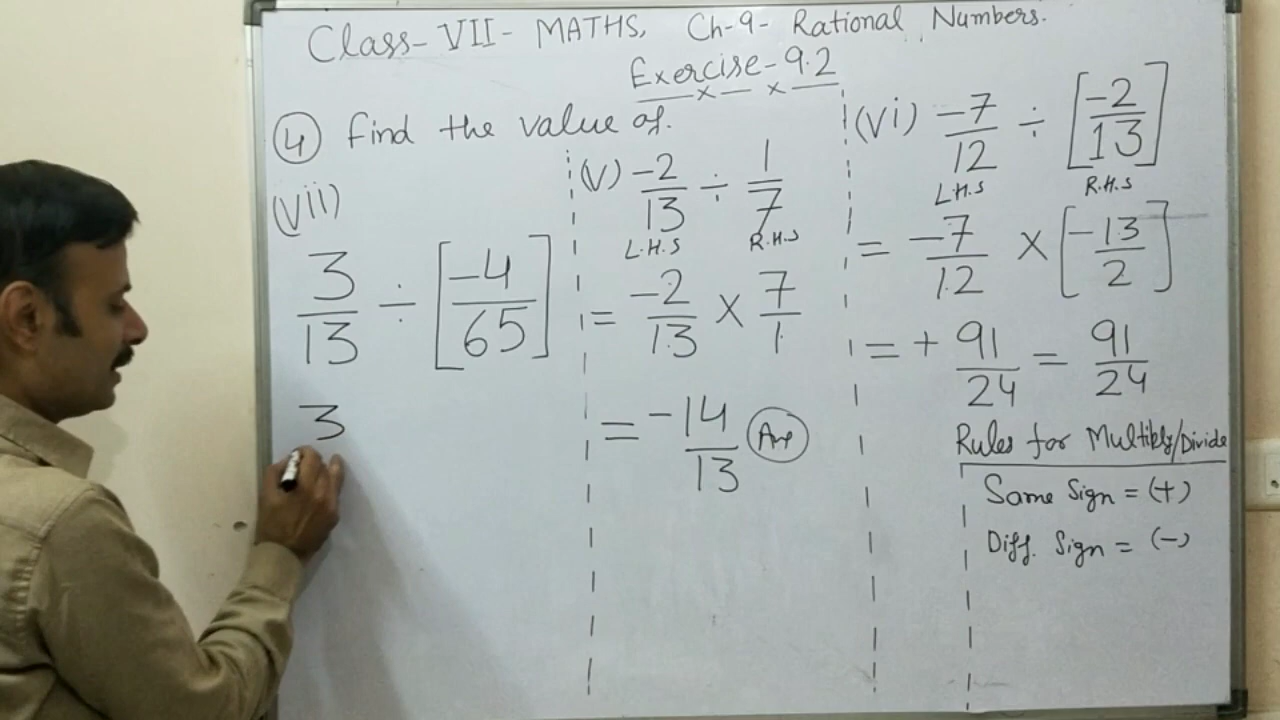 Class-VII- MATHS, Ch-9- Rational Numbers.
Exercise-9.2
(4) find the value of.
(vii)
3/13 ÷ [-4/65]
3
(v) -2/13 ÷ 1/7
L.H.S R.H.S
= -2/13 × 7/1
= -14/13 Ans
(vi) -7/12 ÷ [-2/13]
L.H.S R.H.S
= -7/12 × [-13/2]
= + 91/24 = 91/24
Rules for Multibly/Divide
Same Sign = (+)
Diff. Sign = (-)